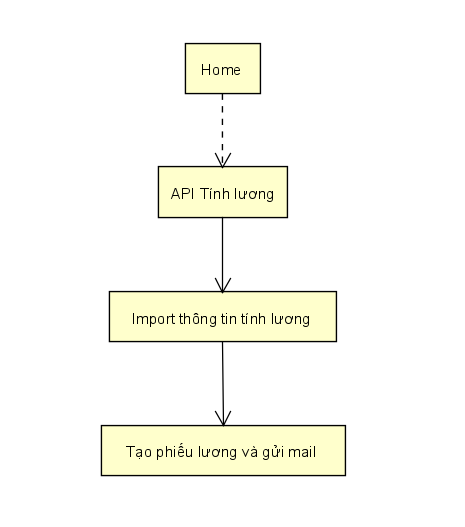 Home
API Tính lương
Import thông tin tính lương
Tạo phiếu lương và gửi mail